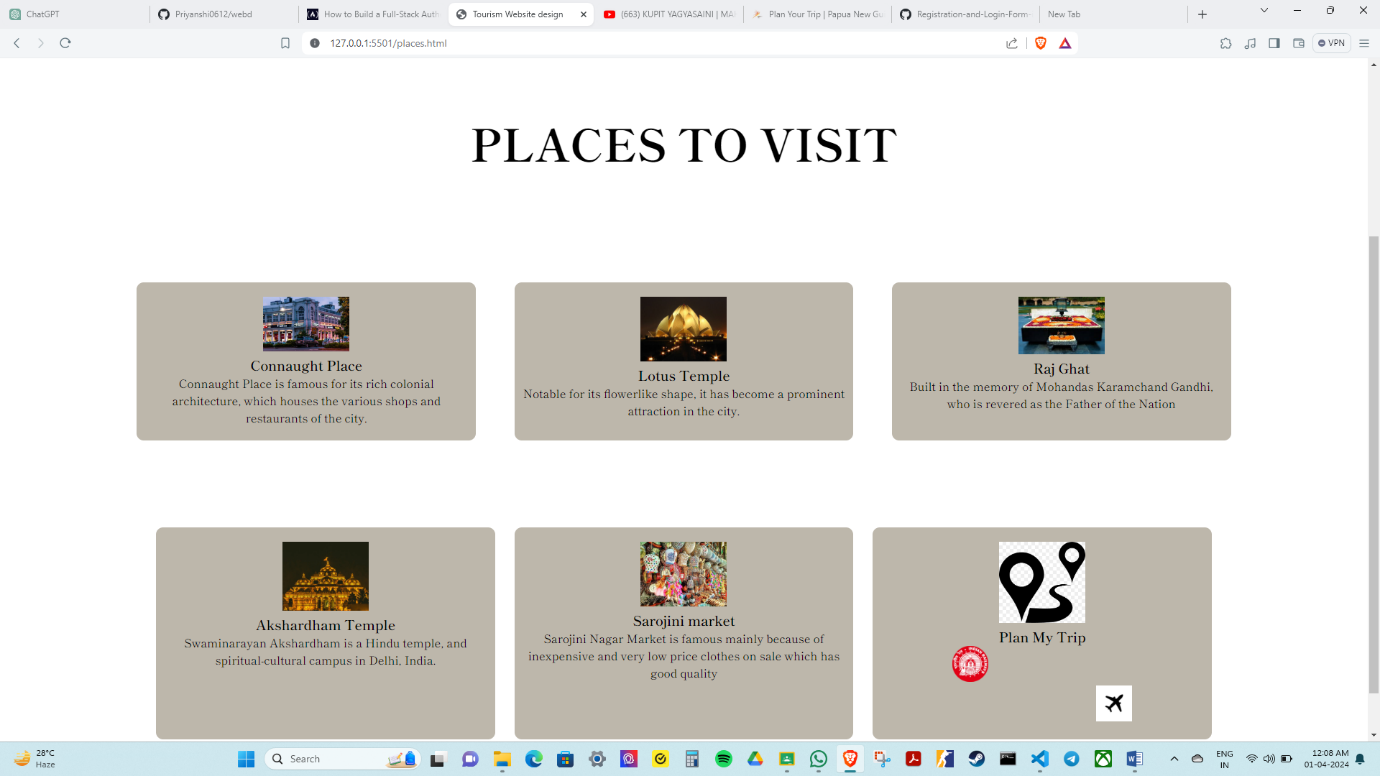 ChatGPT
Priyanshi0612/webd
How to Build a Full-Stack Auth
Tourism Website design
(663) KUPIT YAGYASAINI | MA
Plan Your Trip | Papua New Gu
Registration-and-Login-Form-
New Tab
127.0.0.1:5501/places.html
VPN
PLACES TO VISIT
Connaught Place
Connaught Place is famous for its rich colonial
architecture, which houses the various shops and
restaurants of the city.
Lotus Temple
Notable for its flowerlike shape, it has become a prominent
attraction in the city.
Raj Ghat
Built in the memory of Mohandas Karamchand Gandhi,
who is revered as the Father of the Nation
Akshardham Temple
Swaminarayan Akshardham is a Hindu temple, and
spiritual-cultural campus in Delhi, India.
Sarojini market
Sarojini Nagar Market is famous mainly because of
inexpensive and very low price clothes on sale which has
good quality
Plan My Trip
28°C
Haze
Search
ENG
IN
12:08 AM
01-04-2024